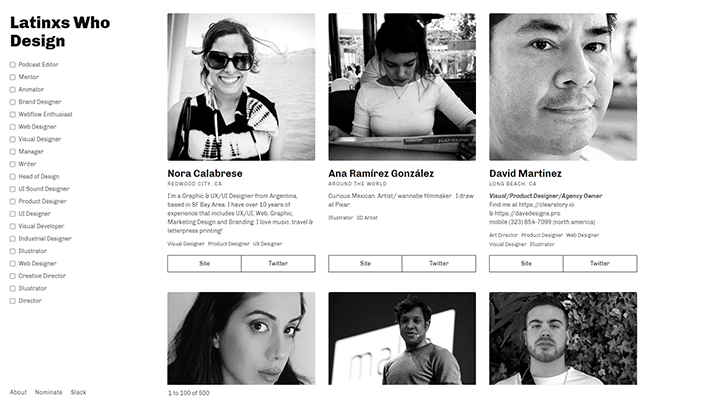 Latinxs Who
Design
Podcast Editor
Mentor
Animator
Brand Designer
Webflow Enthusiast
Web Designer
Visual Designer
Manager
Writer
Head of Design
UI Sound Designer
Product Designer
UI Designer
Visual Developer
Industrial Designer
Illustrator
Web Designer
Creative Director
Illustrator
Director
About Nominate Slack
Nora Calabrese
REDWOOD CITY, CA
I'm a Graphic & UX/UI Designer from Argentina,
based in SF Bay Area. I have over 10 years of
experience that includes UX/UI, Web, Graphic,
Marketing Design and Branding. I love music, travel &
letterpress printing!
Visual Designer Product Designer UX Designer
Site Twitter
Ana Ramírez González
AROUND THE WORLD
Curious Mexican. Artist/ wannabe filmmaker . I draw
at Pixar.
Illustrator 3D Artist
Site Twitter
David Martinez
LONG BEACH, CA
Visual/Product Designer/Agency Owner
Find me at https://clearstory.io
& https://davedesigns.pro
mobile (323) 854-7099 (north america)
Art Director Product Designer Web Designer
Visual Designer Illustrator
Site Twitter
1 to 100 of 500